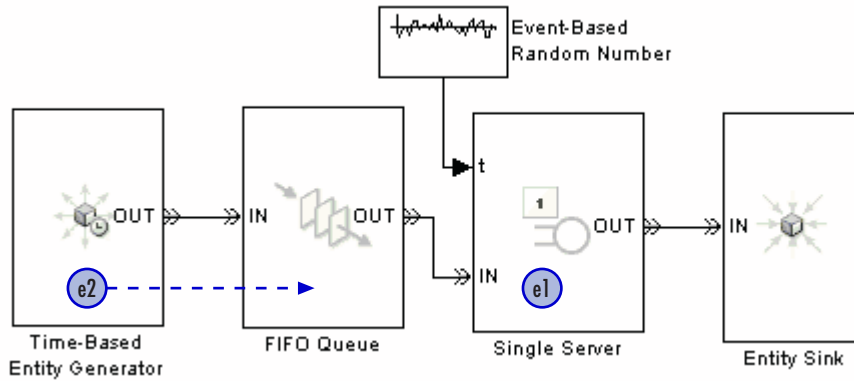 Event-Based
Random Number
OUT
IN
OUT
t
IN
1
OUT
IN
e2
e1
Time-Based
Entity Generator
FIFO Queue
Single Server
Entity Sink